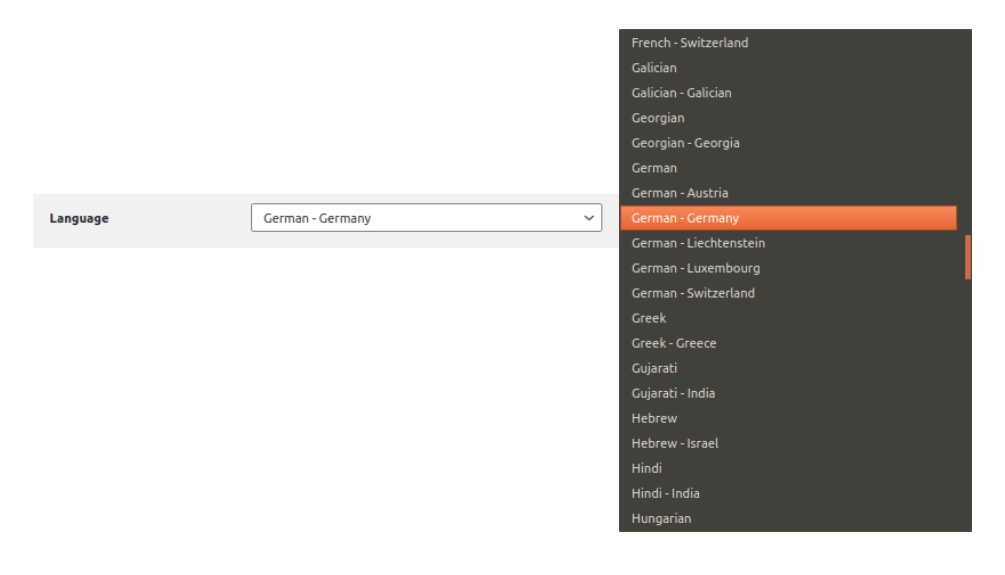 Language
German - Germany
French - Switzerland
Galician
Galician - Galician
Georgian
Georgian - Georgia
German
German - Austria
German - Germany
German - Liechtenstein
German - Luxembourg
German - Switzerland
Greek
Greek - Greece
Gujarati
Gujarati - India
Hebrew
Hebrew - Israel
Hindi
Hindi - India
Hungarian